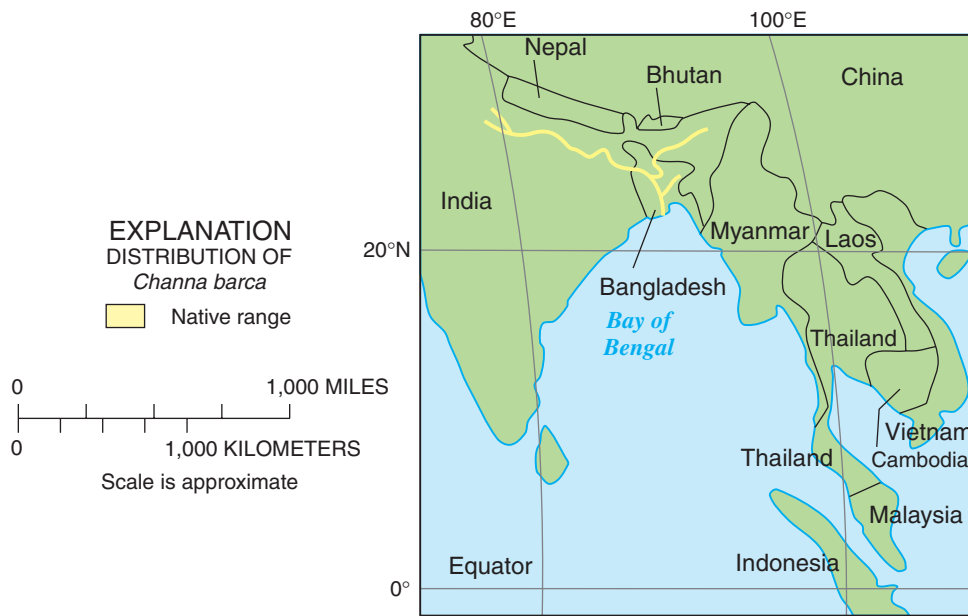 80°E
100°E
Nepal
Bhutan
China
India
EXPLANATION
DISTRIBUTION OF
Channa barca
Native range
Myanmar
Laos
20°N
Bangladesh
Bay of
Bengal
Thailand
0
1,000 MILES
0
1,000 KILOMETERS
Scale is approximate
Vietnam
Cambodia
Thailand
Malaysia
Indonesia
Equator
0°